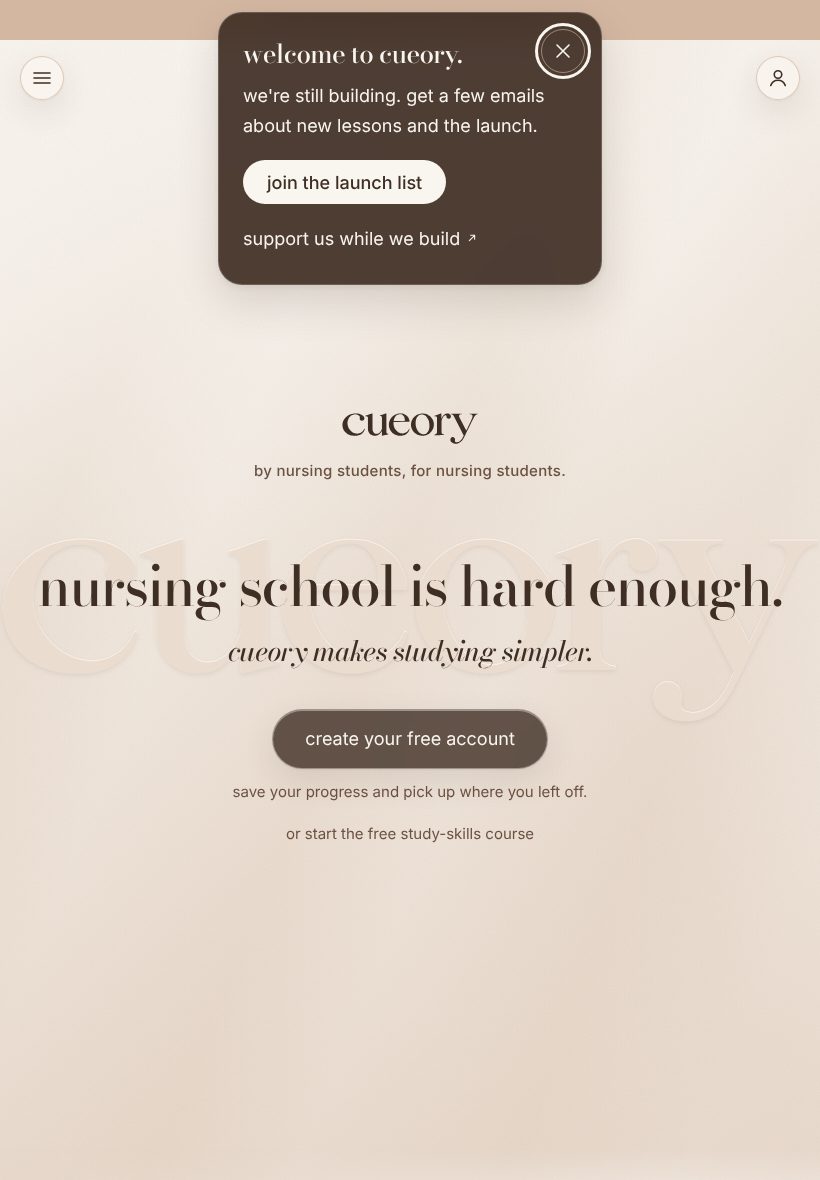 welcome to cueory.
we're still building. get a few emails
about new lessons and the launch.
join the launch list
support us while we build ↗
cueory
by nursing students, for nursing students.
cueory
nursing school is hard enough.
cueory makes studying simpler.
create your free account
save your progress and pick up where you left off.
or start the free study-skills course